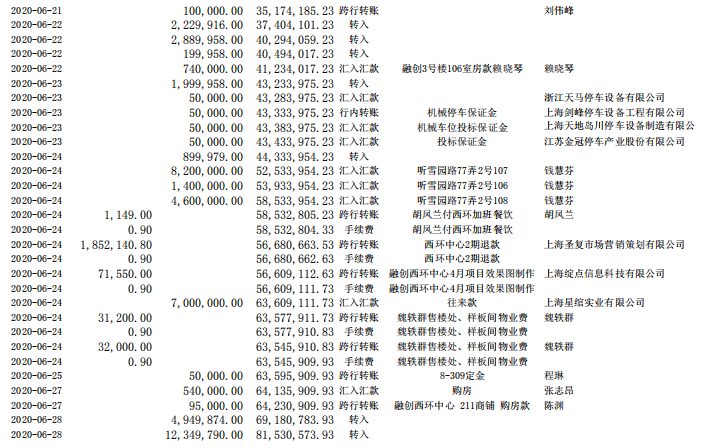 2020-06-21 100,000.00 35,174,185.23 跨行转账 刘伟峰
2020-06-22 2,229,916.00 37,404,101.23 转入
2020-06-22 2,889,958.00 40,294,059.23 转入
2020-06-22 199,958.00 40,494,017.23 转入
2020-06-22 740,000.00 41,234,017.23 汇入汇款 融创3号楼106室房款赖晓琴 赖晓琴
2020-06-23 1,999,958.00 43,233,975.23 转入
2020-06-23 50,000.00 43,283,975.23 汇入汇款 浙江天马停车设备有限公司
2020-06-23 50,000.00 43,333,975.23 行内转账 机械停车保证金 上海剑峰停车设备工程有限公司
2020-06-23 50,000.00 43,383,975.23 汇入汇款 机械车位投标保证金 上海天地岛川停车设备制造有限公
2020-06-23 50,000.00 43,433,975.23 汇入汇款 投标保证金 江苏金冠停车产业股份有限公司
2020-06-24 899,979.00 44,333,954.23 转入
2020-06-24 8,200,000.00 52,533,954.23 汇入汇款 听雪园路77弄2号107 钱慧芬
2020-06-24 1,400,000.00 53,933,954.23 汇入汇款 听雪园路77弄2号106 钱慧芬
2020-06-24 4,600,000.00 58,533,954.23 汇入汇款 听雪园路77弄2号108 钱慧芬
2020-06-24 1,149.00 58,532,805.23 跨行转账 胡凤兰付西环加班餐饮 胡凤兰
2020-06-24 0.90 58,532,804.33 手续费 胡凤兰付西环加班餐饮
2020-06-24 1,852,140.80 56,680,663.53 跨行转账 西环中心2期退款 上海圣复市场营销策划有限公司
2020-06-24 0.90 56,680,662.63 手续费 西环中心2期退款
2020-06-24 71,550.00 56,609,112.63 跨行转账 融创西环中心4月项目效果图制作 上海绽点信息科技有限公司
2020-06-24 0.90 56,609,111.73 手续费 融创西环中心4月项目效果图制作
2020-06-24 7,000,000.00 63,609,111.73 汇入汇款 往来款 上海星绾实业有限公司
2020-06-24 31,200.00 63,577,911.73 跨行转账 魏轶群售楼处、样板间物业费 魏轶群
2020-06-24 0.90 63,577,910.83 手续费 魏轶群售楼处、样板间物业费
2020-06-24 32,000.00 63,545,910.83 跨行转账 魏轶群售楼处、样板间物业费 魏轶群
2020-06-24 0.90 63,545,909.93 手续费 魏轶群售楼处、样板间物业费
2020-06-25 50,000.00 63,595,909.93 跨行转账 8-309定金 程琳
2020-06-27 540,000.00 64,135,909.93 汇入汇款 购房 张志昂
2020-06-27 95,000.00 64,230,909.93 跨行转账 融创西环中心 211商铺 购房款 陈渊
2020-06-28 4,949,874.00 69,180,783.93 转入
2020-06-28 12,349,790.00 81,530,573.93 转入